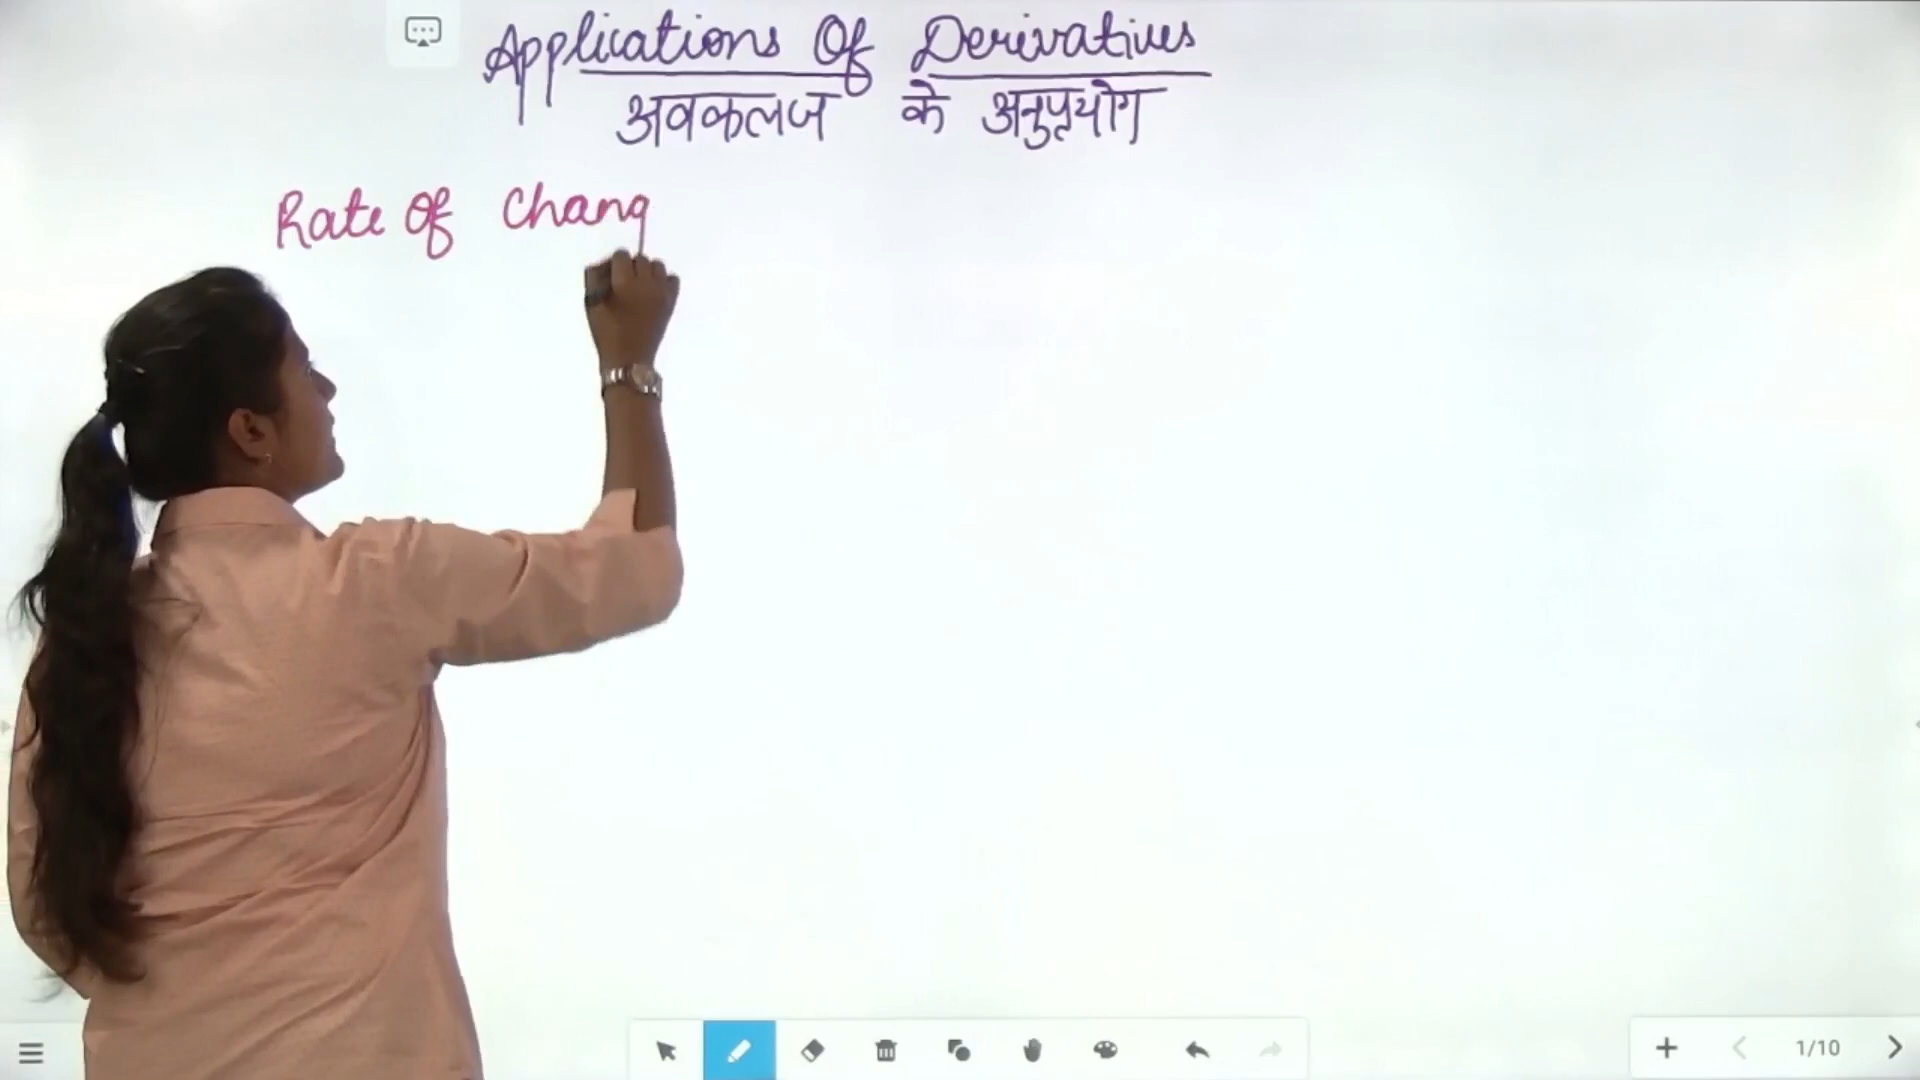 Applications Of Derivatives
अवकलज के अनुप्रयोग
Rate Of Chang
1/10